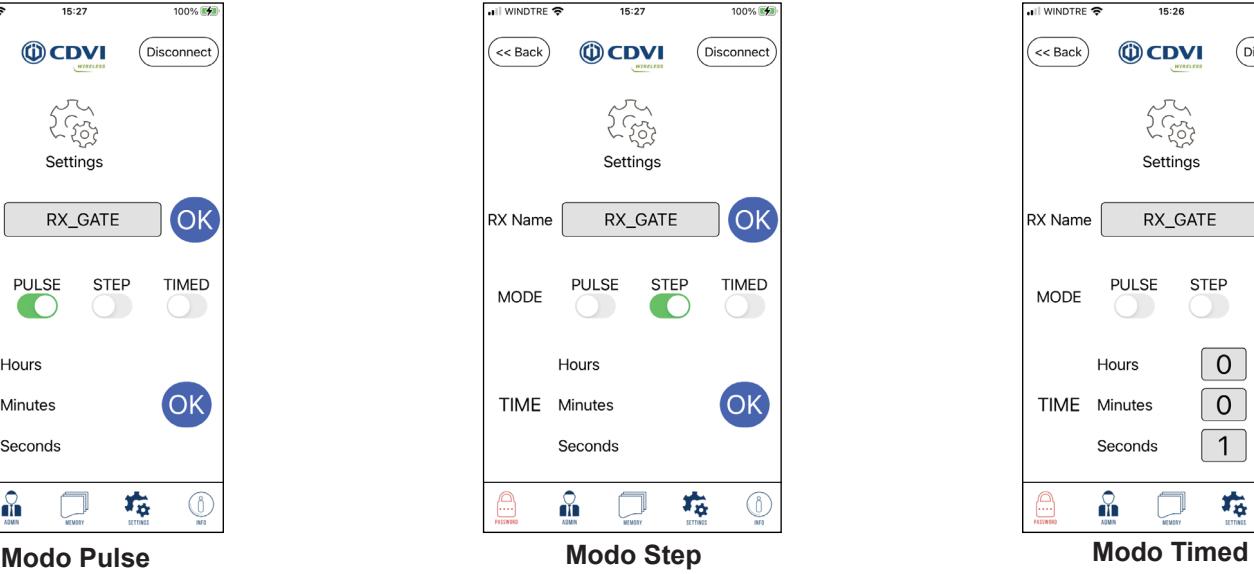 15:27 100%
CDVI Disconnect
WIRELESS
Settings
RX_GATE OK
PULSE STEP TIMED
Hours
Minutes OK
Seconds
ADMIN MEMORY SETTINGS INFO
Modo Pulse
WINDTRE 15:27 100%
<< Back CDVI Disconnect
WIRELESS
Settings
RX Name RX_GATE OK
MODE PULSE STEP TIMED
Hours
TIME Minutes OK
Seconds
PASSWORD ADMIN MEMORY SETTINGS INFO
Modo Step
WINDTRE 15:26
<< Back CDVI Di
WIRELESS
Settings
RX Name RX_GATE
MODE PULSE STEP
Hours 0
TIME Minutes 0
Seconds 1
PASSWORD ADMIN MEMORY SETTINGS
Modo Timed